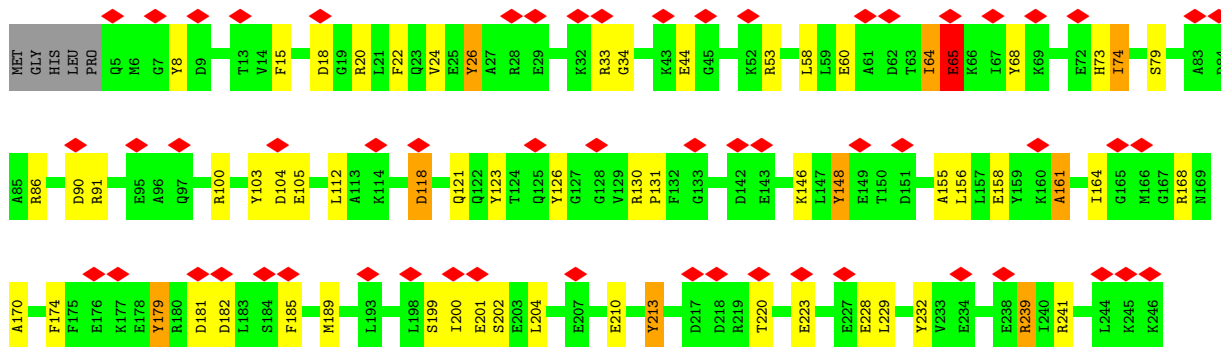 MET GLY HIS LEU PRO Q5 M6 G7 Y8 D9 T13 V14 F15 D18 G19 R20 L21 F22 Q23 V24 E25 Y26 A27 R28 E29 K32 R33 G34 K43 E44 G45 K52 R53 L58 L59 E60 A61 D62 T63 I64 E65 K66 I67 Y68 K69 E72 H73 I74 S79 A83
A85 R86 D90 R91 E95 A96 Q97 R100 Y103 D104 E105 L112 A113 K114 D118 Q121 Q122 Y123 T124 Q125 Y126 G127 G128 V129 R130 P131 F132 G133 D142 E143 K146 L147 Y148 E149 T150 D151 A155 L156 L157 E158 Y159 K160 A161 I164 G165 M166 G167 R168 N169
A170 F174 F175 E176 K177 E178 Y179 R180 D181 D182 L183 S184 F185 M189 L193 L198 S199 I200 E201 S202 E203 L204 E207 E210 Y213 D217 D218 R219 T220 E223 E227 E228 L229 Y232 V233 E234 E238 R239 I240 R241 L244 K245 K246